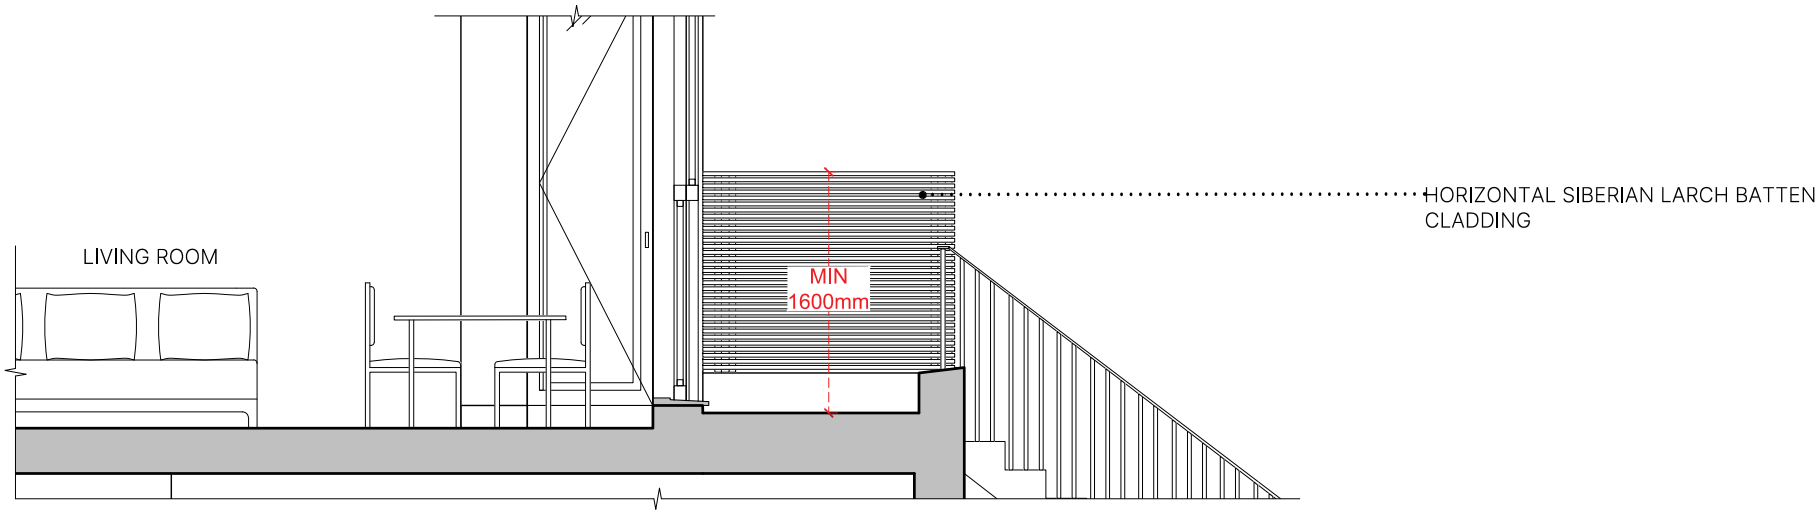 HORIZONTAL SIBERIAN LARCH BATTEN
CLADDING
LIVING ROOM
MIN
1600mm